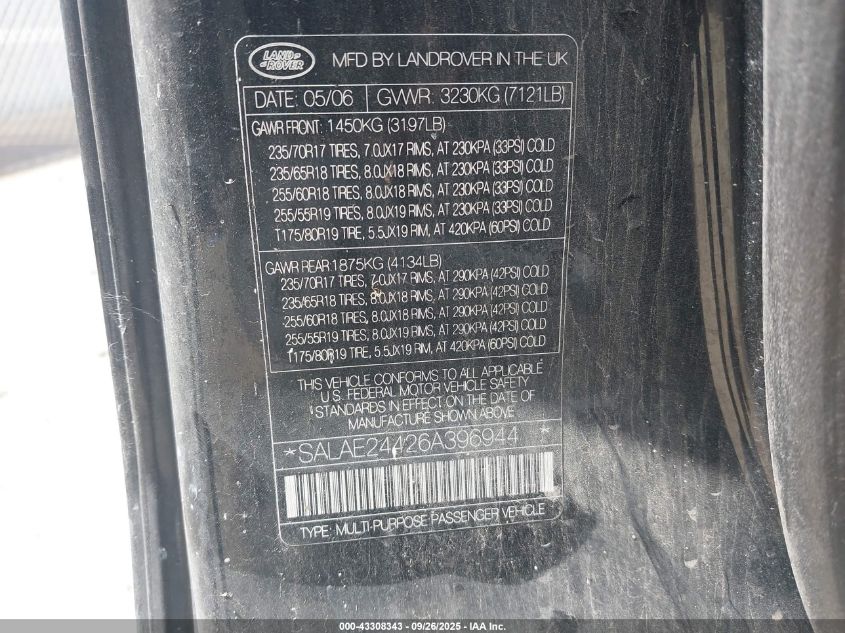 LAND ROVER MFD BY LANDROVER IN THE UK
DATE: 05/06 GVWR: 3230KG (7121LB)
GAWR FRONT: 1450KG (3197LB)
235/70R17 TIRES, 7.0JX17 RIMS, AT 230KPA (33PSI) COLD
235/65R18 TIRES, 8.0JX18 RIMS, AT 230KPA (33PSI) COLD
255/60R18 TIRES, 8.0JX18 RIMS, AT 230KPA (33PSI) COLD
255/55R19 TIRES, 8.0JX19 RIMS, AT 230KPA (33PSI) COLD
T175/80R19 TIRE, 5.5JX19 RIM, AT 420KPA (60PSI) COLD
GAWR REAR: 1875KG (4134LB)
235/70R17 TIRES, 7.0JX17 RIMS, AT 290KPA (42PSI) COLD
235/65R18 TIRES, 8.0JX18 RIMS, AT 290KPA (42PSI) COLD
255/60R18 TIRES, 8.0JX18 RIMS, AT 290KPA (42PSI) COLD
255/55R19 TIRES, 8.0JX19 RIMS, AT 290KPA (42PSI) COLD
T175/80R19 TIRE, 5.5JX19 RIM, AT 420KPA (60PSI) COLD
THIS VEHICLE CONFORMS TO ALL APPLICABLE
U.S. FEDERAL MOTOR VEHICLE SAFETY
STANDARDS IN EFFECT ON THE DATE OF
MANUFACTURE SHOWN ABOVE
*SALAE24426A396944 *
TYPE: MULTI-PURPOSE PASSENGER VEHICLE
000-43308343 - 09/26/2025 - IAA Inc.